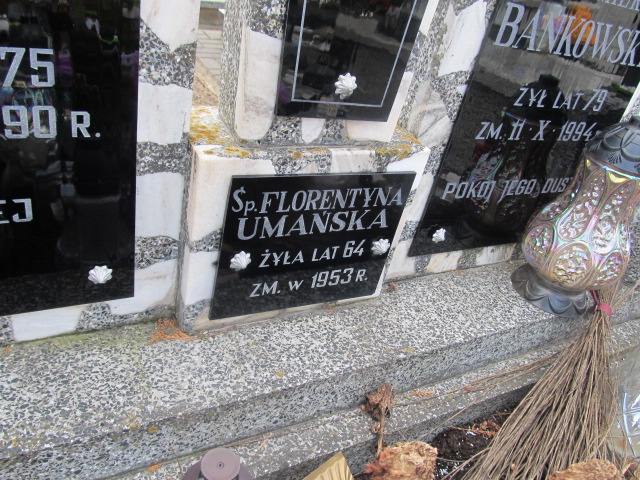 75
90 R.
EJ
Śp. FLORENTYNA
UMAŃSKA
ŻYŁA LAT 64
ZM. W 1953 R.
BAŃKOWSK
ŻYŁ LAT 79
ZM. 11 X 1994
POKÓJ JEGO DUS